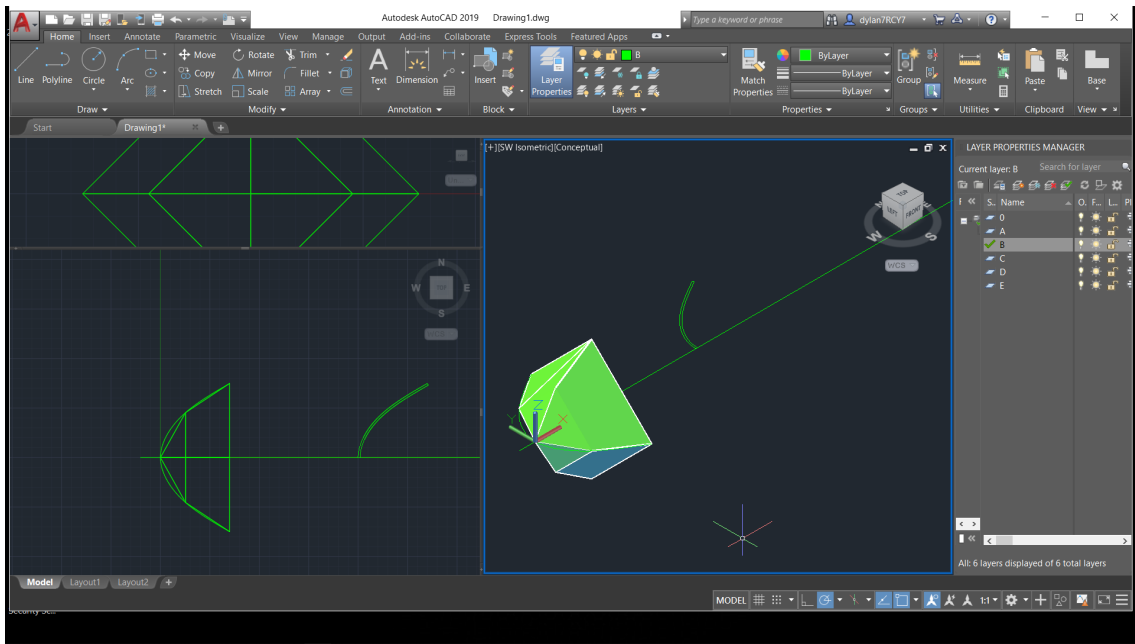 Autodesk AutoCAD 2019 Drawing1.dwg
Type a keyword or phrase
dylan7RCY7
Home Insert Annotate Parametric Visualize View Manage Output Add-ins Collaborate Express Tools Featured Apps
Line Polyline Circle Arc
Move Rotate Trim
Copy Mirror Fillet
Stretch Scale Array
Text Dimension
Insert
Layer Properties
B
Match Properties
ByLayer
ByLayer
ByLayer
Group
Measure
Paste
Base
Draw Modify Annotation Block Layers Properties Groups Utilities Clipboard View
Start Drawing1* +
[+][SW Isometric][Conceptual]
TOP
LEFT FRONT
N E
W S
WCS
N
W TOP E
S
Z
Y X
LAYER PROPERTIES MANAGER
Current layer: B Search for layer
S.. Name O. F... L... Pl
0
A
B
C
D
E
All: 6 layers displayed of 6 total layers
Model Layout1 Layout2 +
MODEL 1:1